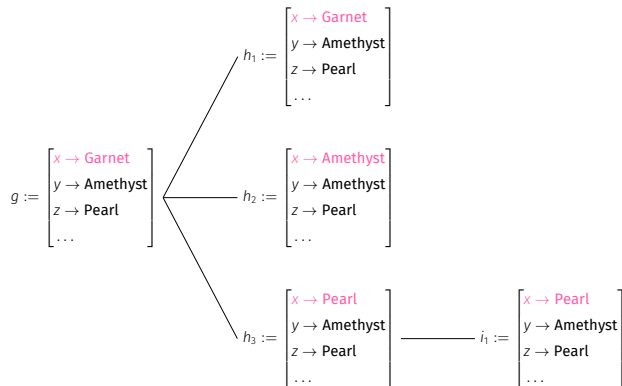 h₁ :=
x → Garnet
y → Amethyst
z → Pearl
...
g :=
x → Garnet
y → Amethyst
z → Pearl
...
h₂ :=
x → Amethyst
y → Amethyst
z → Pearl
...
h₃ :=
x → Pearl
y → Amethyst
z → Pearl
...
i₁ :=
x → Pearl
y → Amethyst
z → Pearl
...